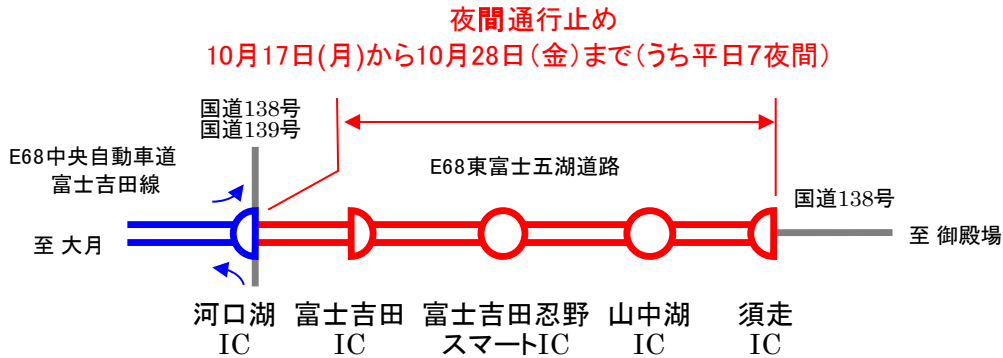 夜間通行止め
10月17日(月)から10月28日(金)まで(うち平日7夜間)
国道138号
国道139号
E68中央自動車道
富士吉田線
E68東富士五湖道路
国道138号
至 大月
至 御殿場
河口湖
IC
富士吉田
IC
富士吉田忍野
スマートIC
山中湖
IC
須走
IC